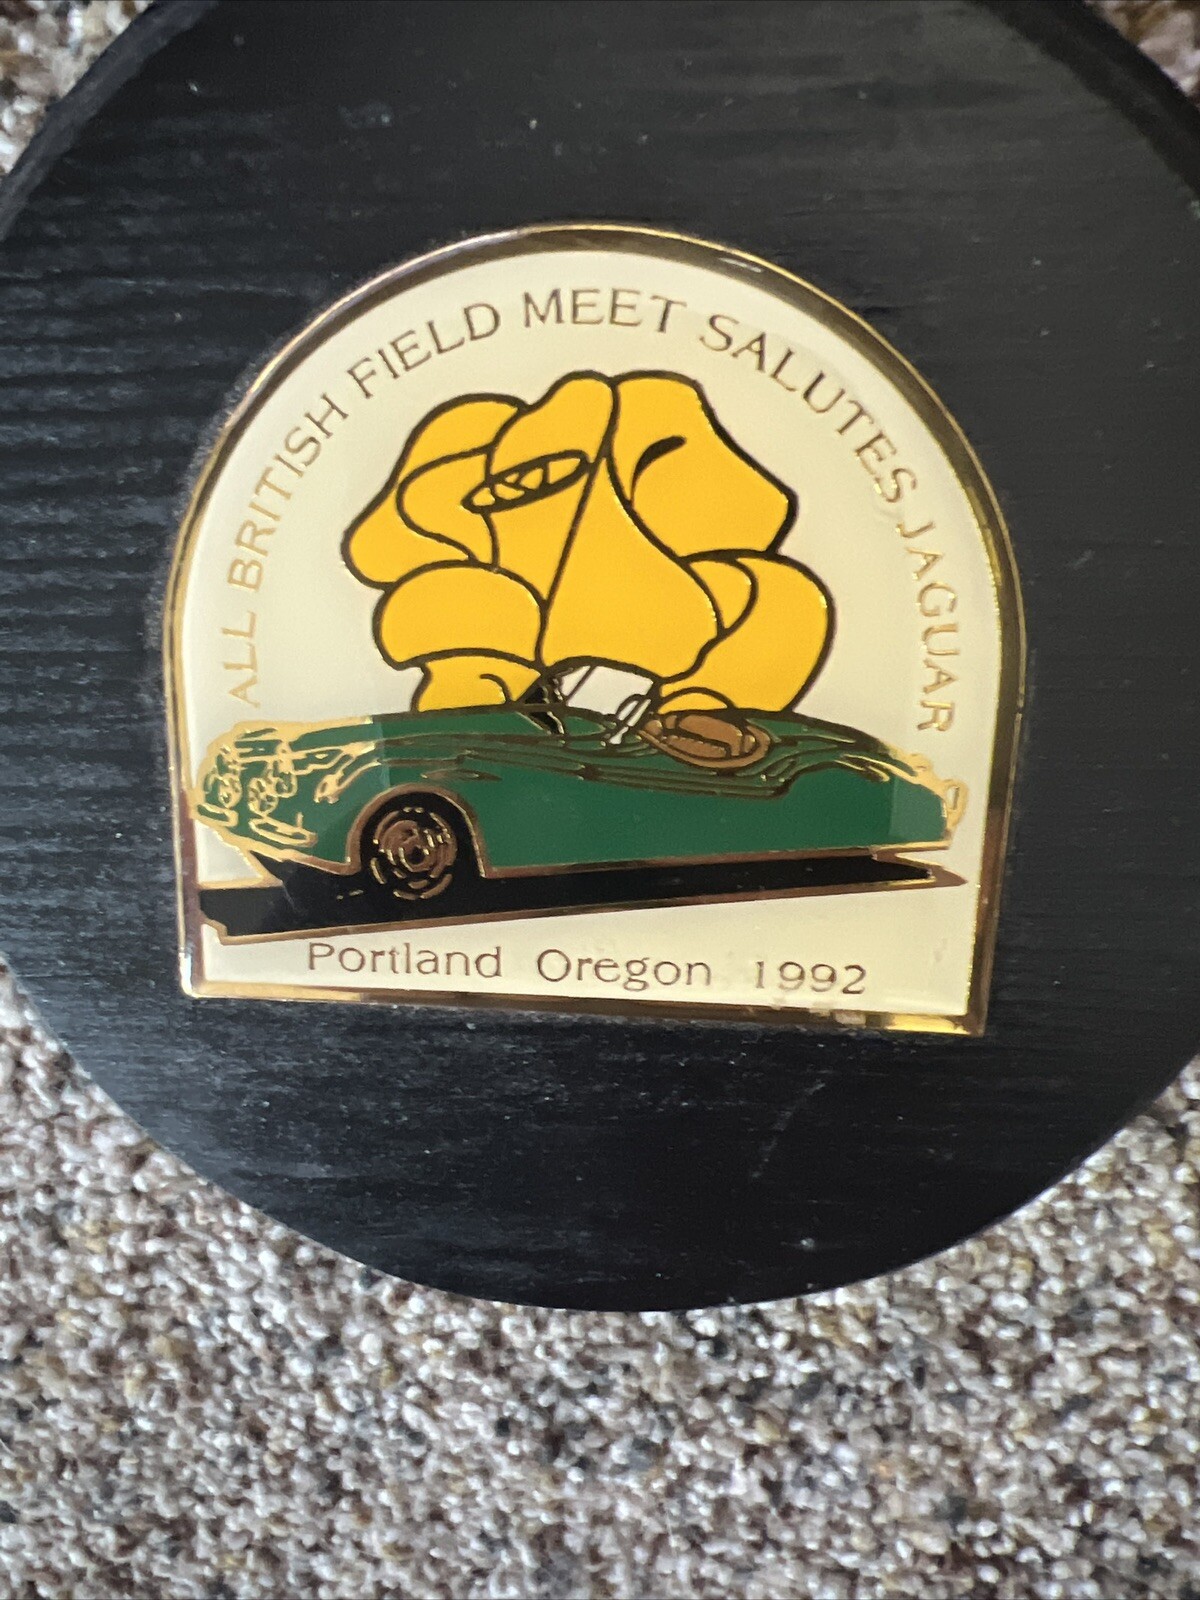 ALL BRITISH FIELD MEET SALUTES JAGUAR
Portland Oregon 1992